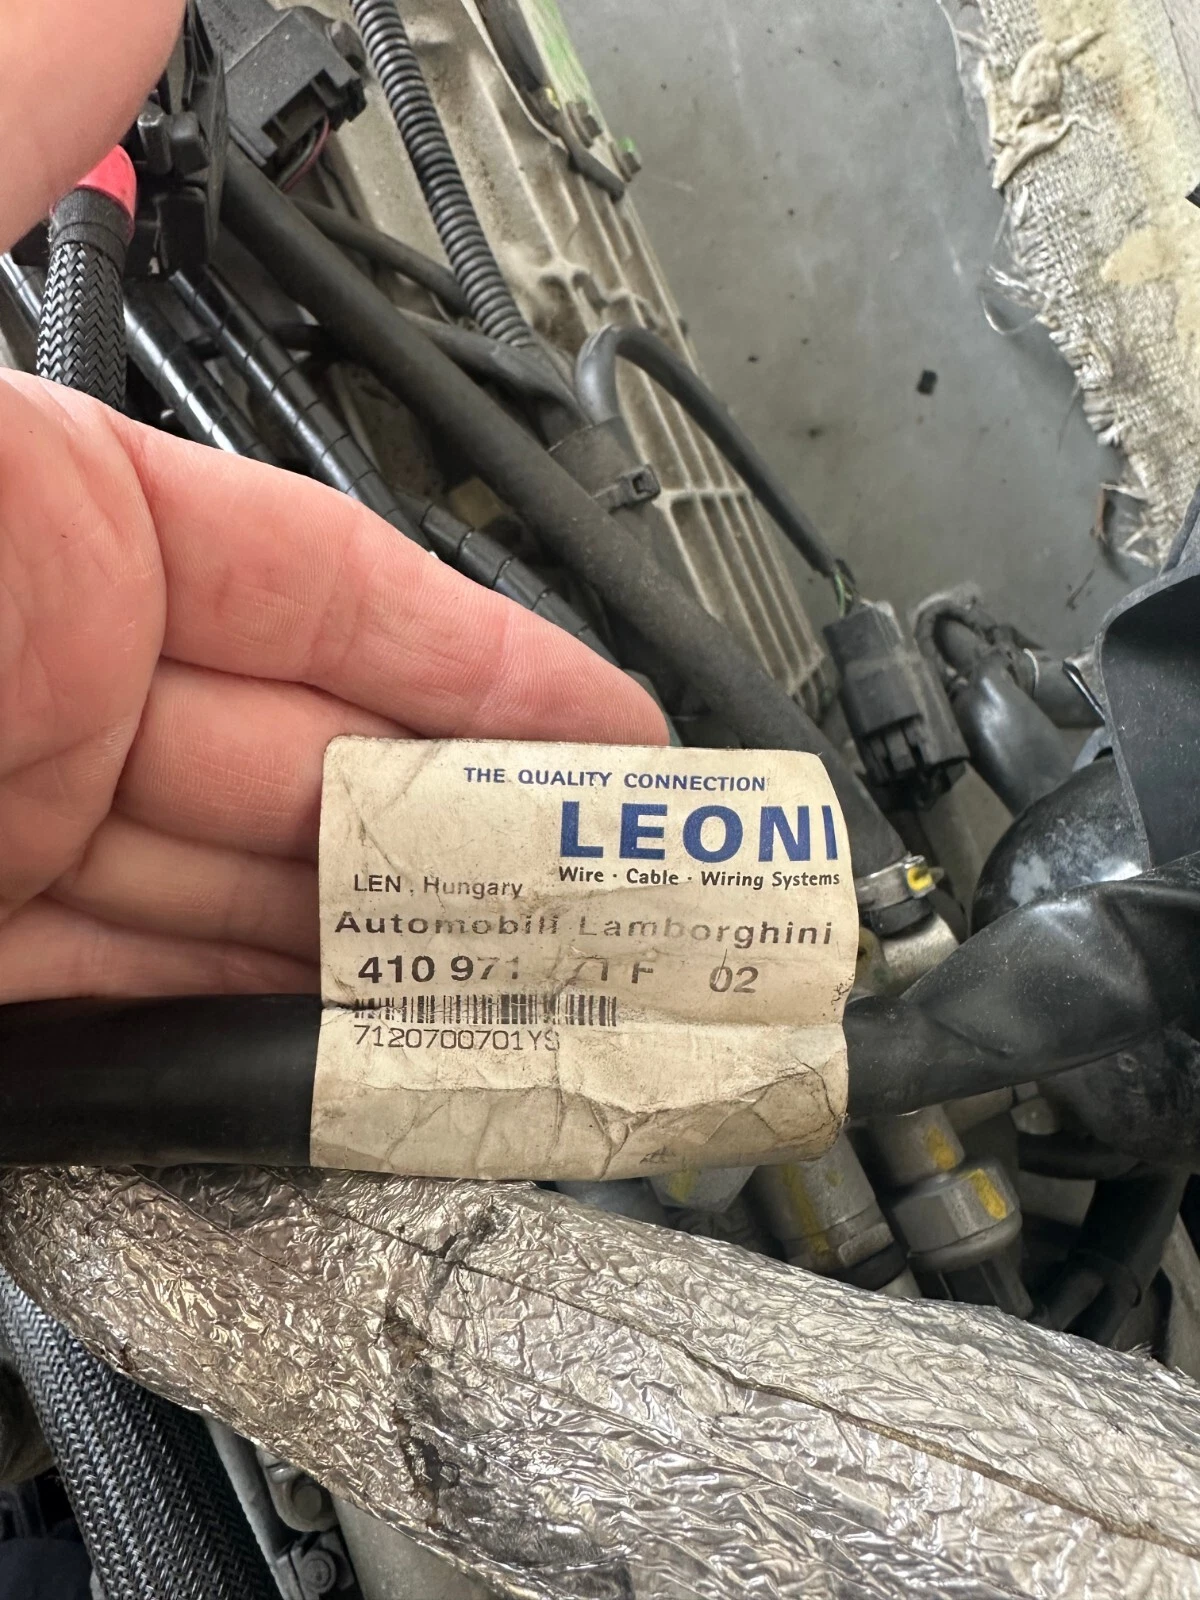 THE QUALITY CONNECTION
LEONI
Wire · Cable · Wiring Systems
LEN . Hungary
Automobili Lamborghini
410 971 F 02
7120700701YS